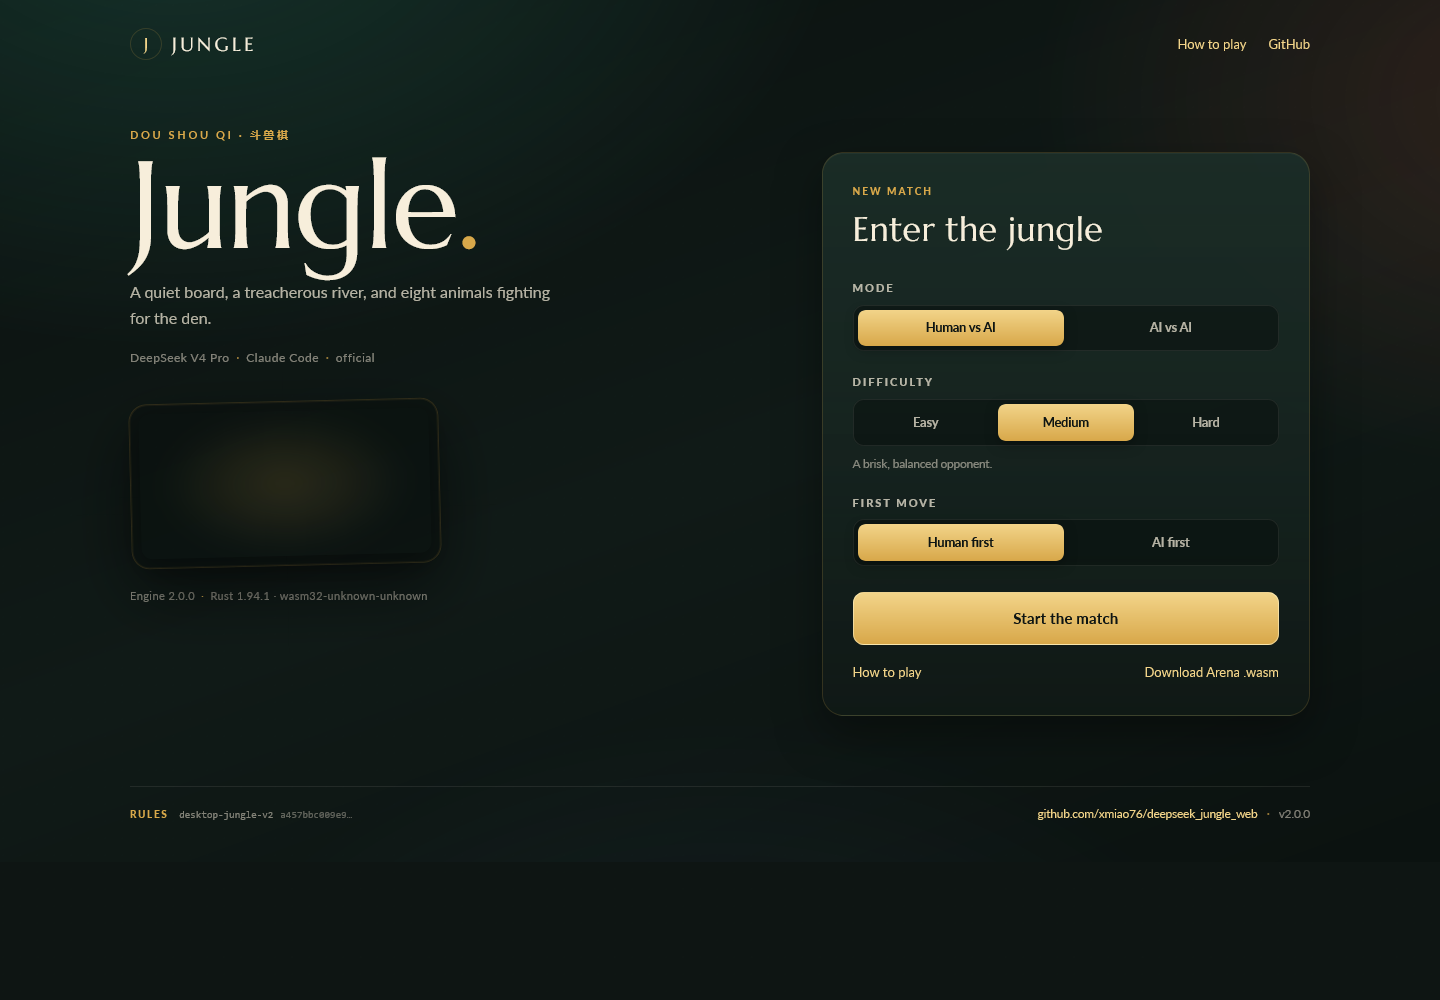 J JUNGLE
How to play GitHub
DOU SHOU QI · 斗兽棋
Jungle.
A quiet board, a treacherous river, and eight animals fighting
for the den.
DeepSeek V4 Pro · Claude Code · official
Engine 2.0.0 · Rust 1.94.1 · wasm32-unknown-unknown
NEW MATCH
Enter the jungle
MODE
Human vs AI AI vs AI
DIFFICULTY
Easy Medium Hard
A brisk, balanced opponent.
FIRST MOVE
Human first AI first
Start the match
How to play Download Arena .wasm
RULES desktop-jungle-v2 a457bbc009e9…
github.com/xmiao76/deepseek_jungle_web · v2.0.0